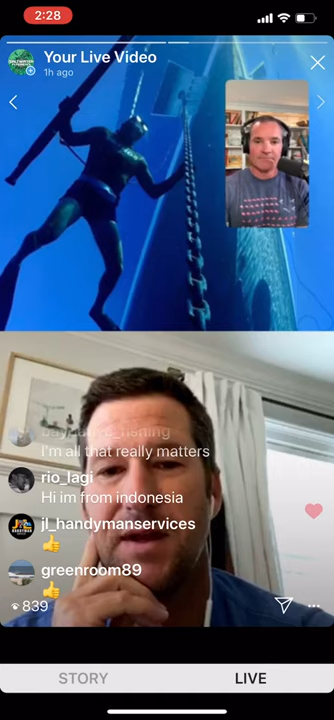 2:28
Your Live Video
1h ago
I'm all that really matters
rio_lagi
Hi im from indonesia
jl_handymanservices
👍
greenroom89
👍
839
STORY
LIVE